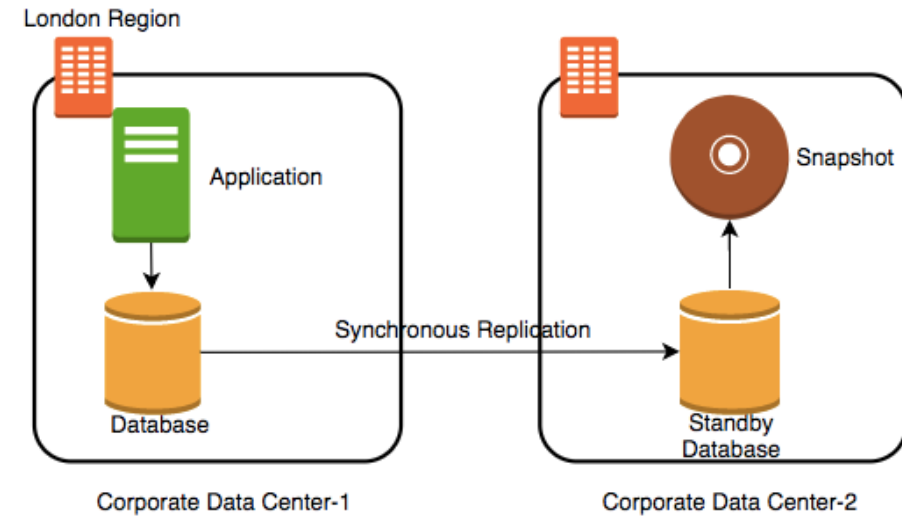 London Region
Application
Snapshot
Synchronous Replication
Database
Standby
Database
Corporate Data Center-1
Corporate Data Center-2